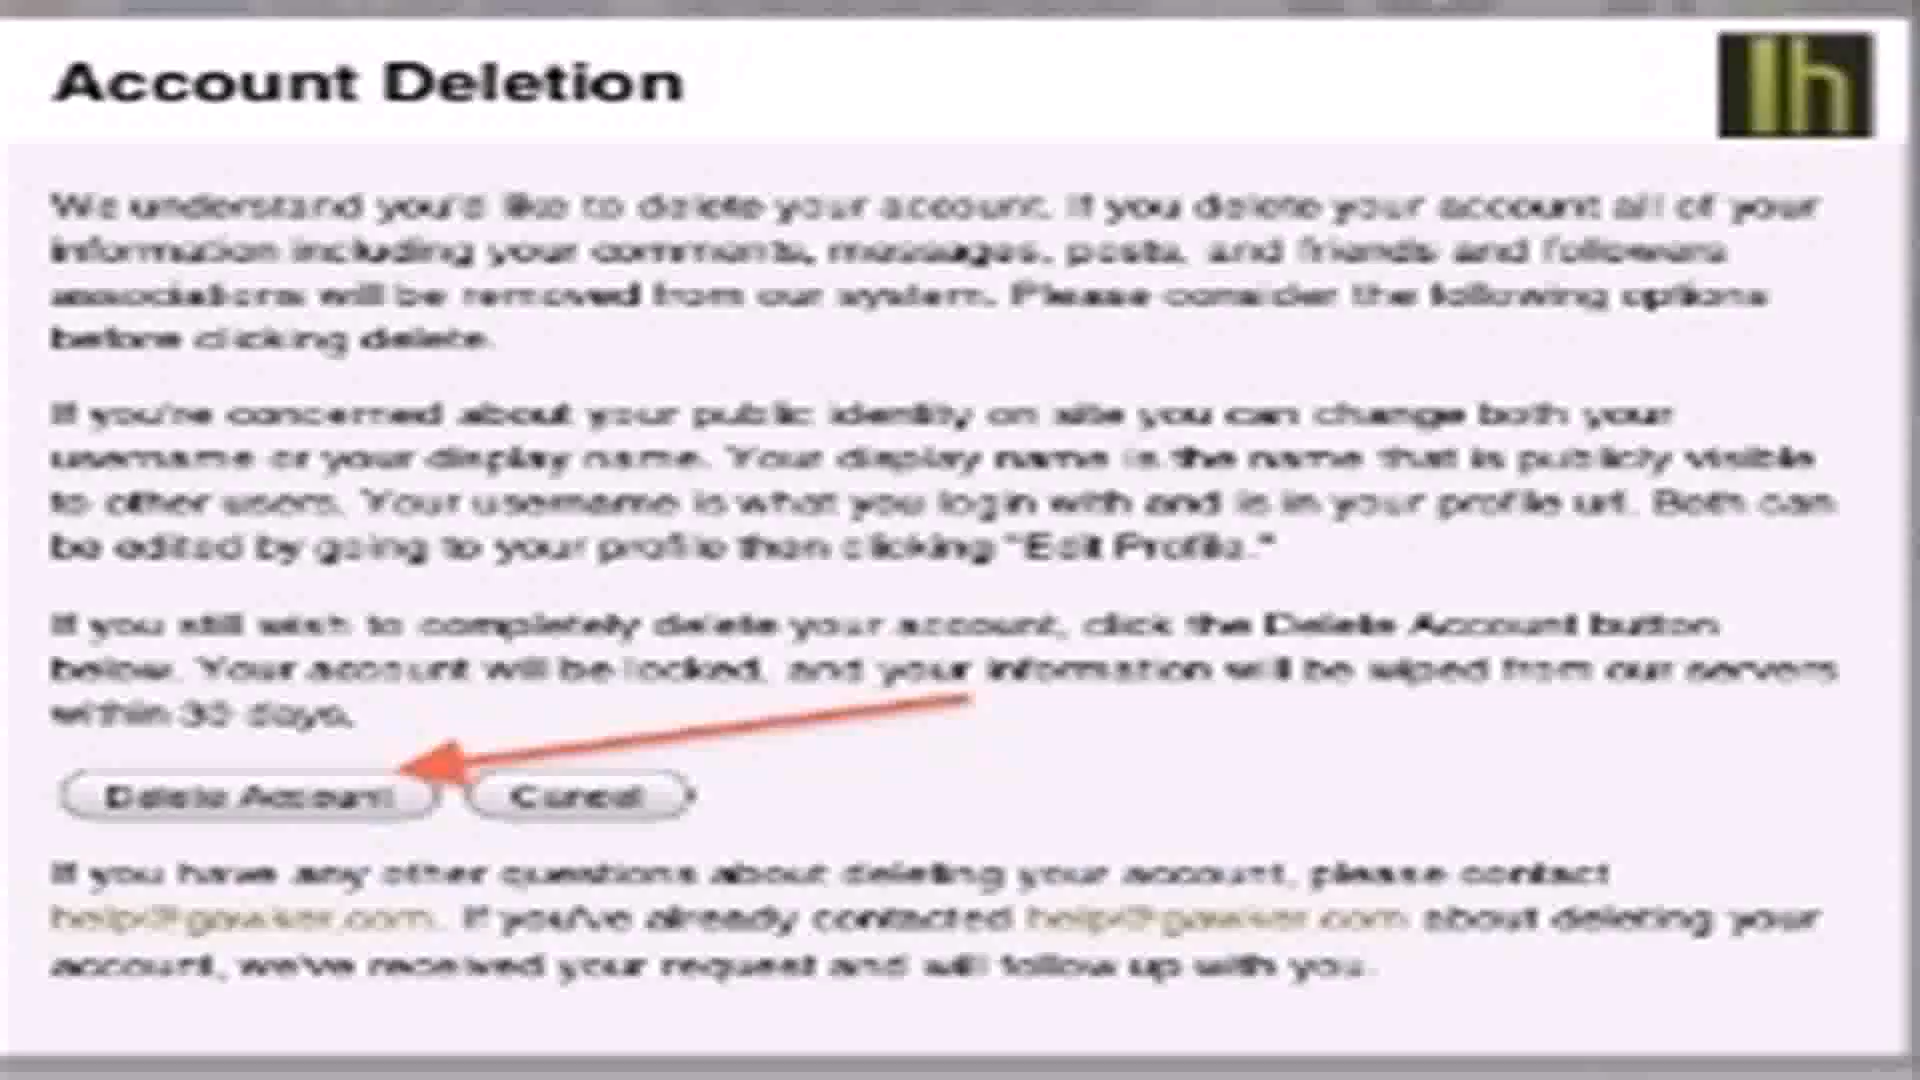 Account Deletion
lh
We understand you'd like to delete your account. If you delete your account all of your
information including your comments, messages, posts, and friends and followers
associations will be removed from our system. Please consider the following options
before clicking delete.
If you're concerned about your public identity on site you can change both your
username or your display name. Your display name is the name that is publicly visible
to other users. Your username is what you login with and is in your profile url. Both can
be edited by going to your profile then clicking "Edit Profile."
If you still wish to completely delete your account, click the Delete Account button
below. Your account will be locked, and your information will be wiped from our servers
within 30 days.
Delete Account
Cancel
If you have any other questions about deleting your account, please contact
help@gawker.com. If you've already contacted help@gawker.com about deleting your
account, we've received your request and will follow up with you.